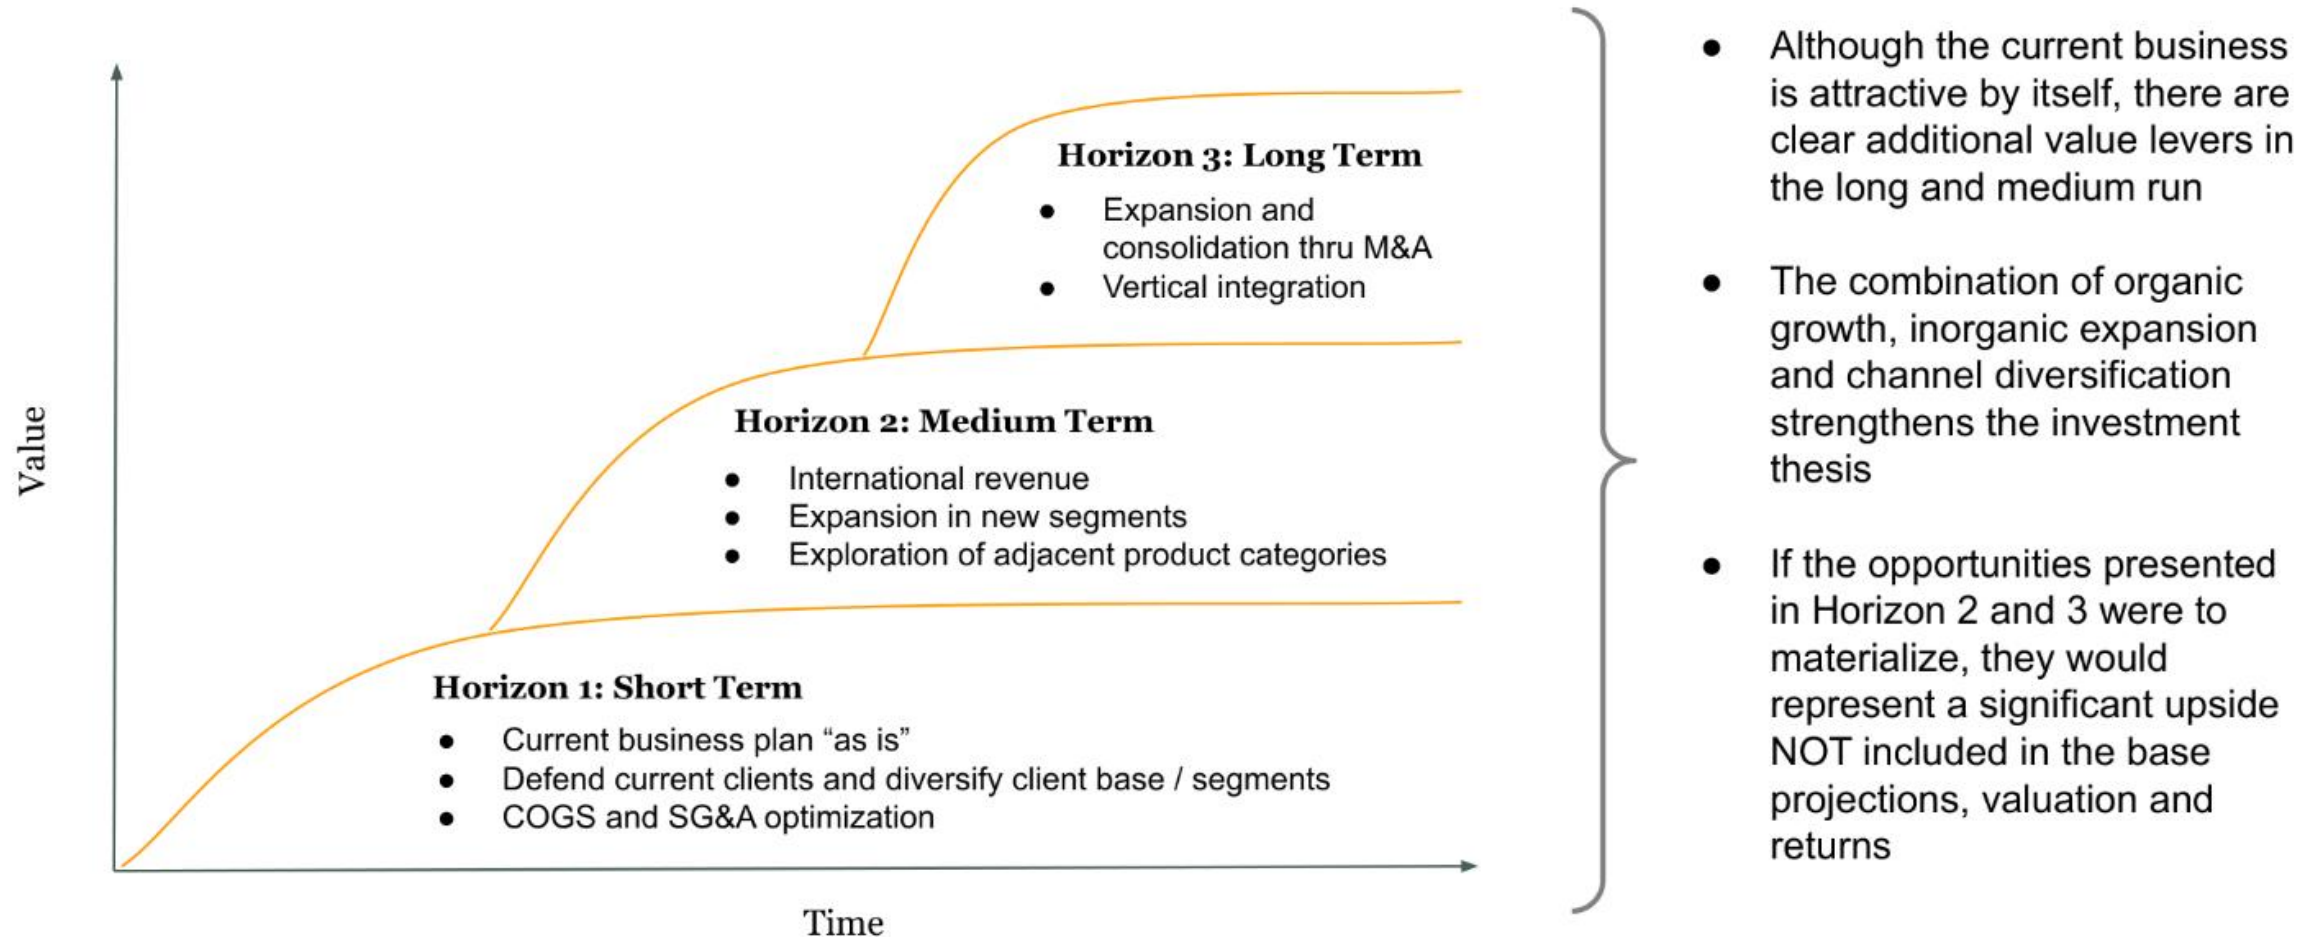 Value
Horizon 3: Long Term
● Expansion and
consolidation thru M&A
● Vertical integration
Horizon 2: Medium Term
● International revenue
● Expansion in new segments
● Exploration of adjacent product categories
Horizon 1: Short Term
● Current business plan “as is”
● Defend current clients and diversify client base / segments
● COGS and SG&A optimization
Time
● Although the current business
is attractive by itself, there are
clear additional value levers in
the long and medium run
● The combination of organic
growth, inorganic expansion
and channel diversification
strengthens the investment
thesis
● If the opportunities presented
in Horizon 2 and 3 were to
materialize, they would
represent a significant upside
NOT included in the base
projections, valuation and
returns